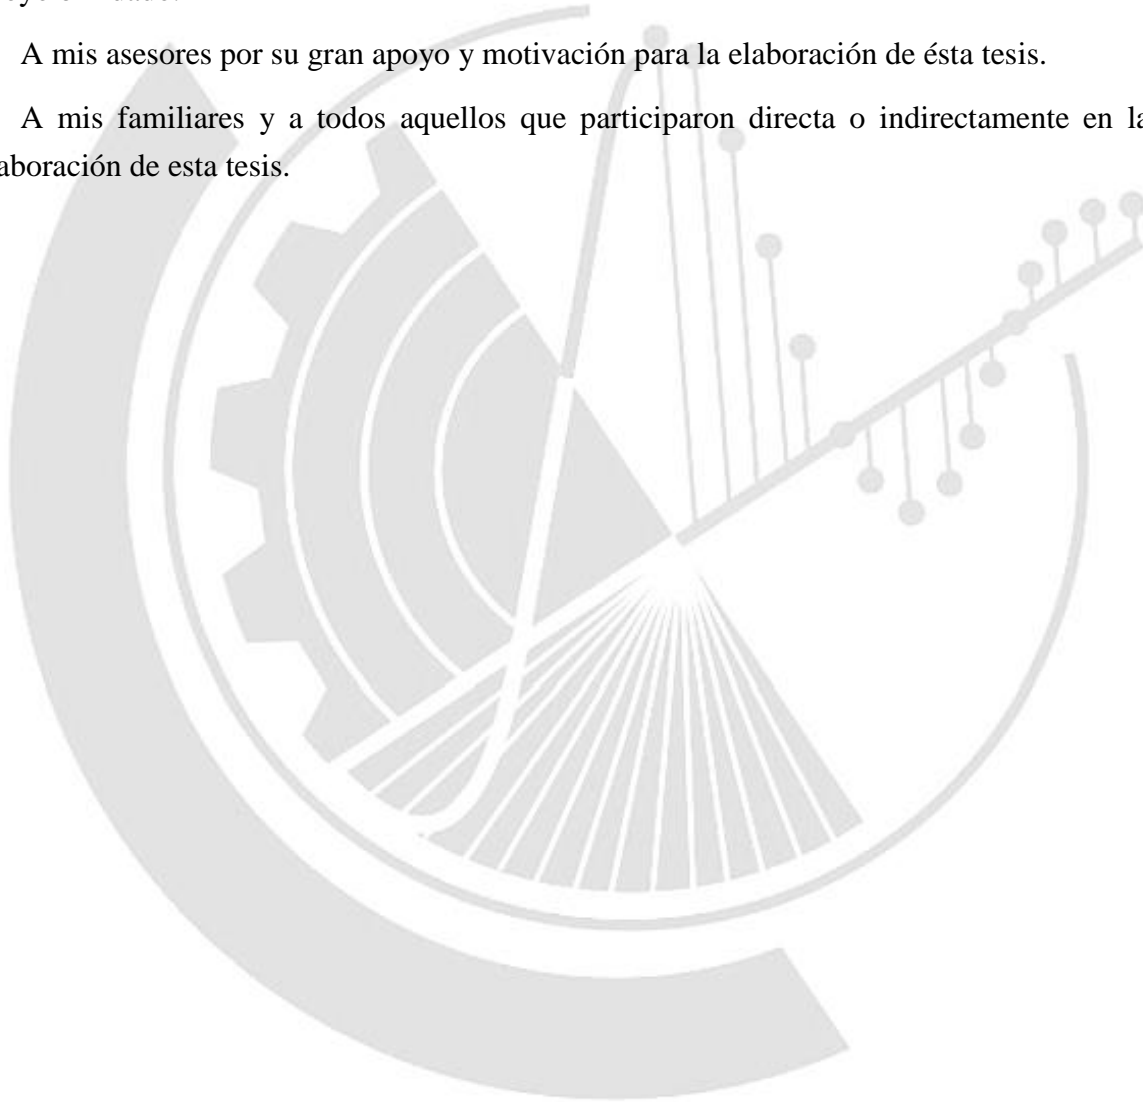 A mis asesores por su gran apoyo y motivación para la elaboración de ésta tesis.
A mis familiares y a todos aquellos que participaron directa o indirectamente en la
aboración de esta tesis.